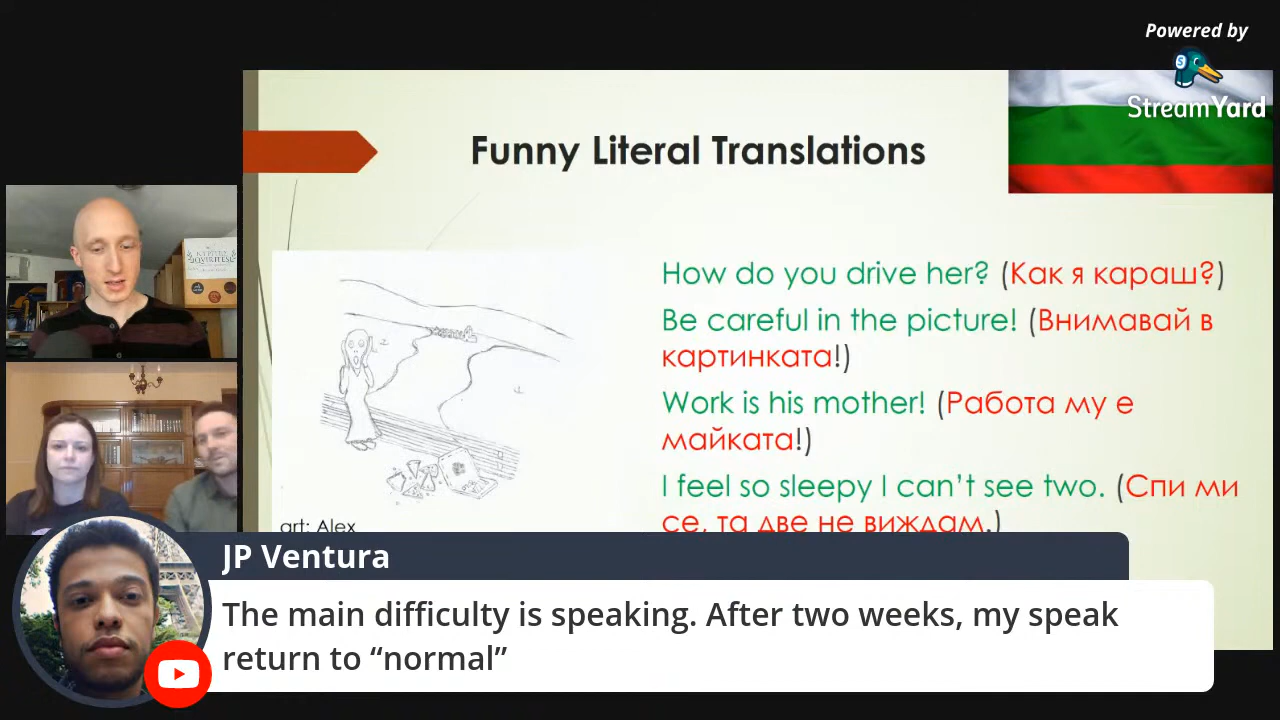 Powered by
StreamYard
Funny Literal Translations
How do you drive her? (Как я караш?)
Be careful in the picture! (Внимавай в
картинката!)
Work is his mother! (Работа му е
майката!)
I feel so sleepy I can't see two. (Спи ми
се, та две не виждам.)
art: Alex
JP Ventura
The main difficulty is speaking. After two weeks, my speak
return to “normal”